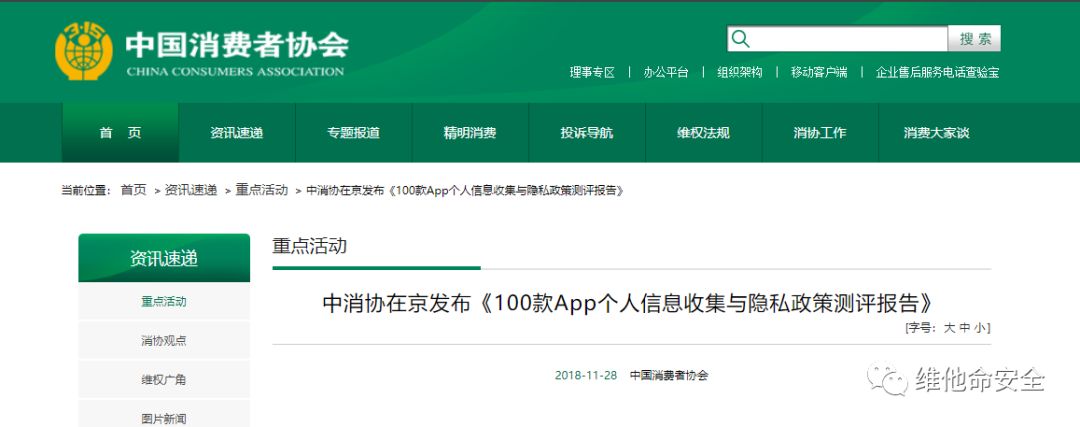 3·15
中国消费者协会
CHINA CONSUMERS ASSOCIATION
搜 索
理事专区 | 办公平台 | 组织架构 | 移动客户端 | 企业售后服务电话查验宝
首 页 资讯速递 专题报道 精明消费 投诉导航 维权法规 消协工作 消费大家谈
当前位置: 首页 > 资讯速递 > 重点活动 > 中消协在京发布《100款App个人信息收集与隐私政策测评报告》
资讯速递
重点活动
消协观点
维权广角
图片新闻
重点活动
中消协在京发布《100款App个人信息收集与隐私政策测评报告》
[字号: 大 中 小]
2018-11-28 中国消费者协会
维他命安全